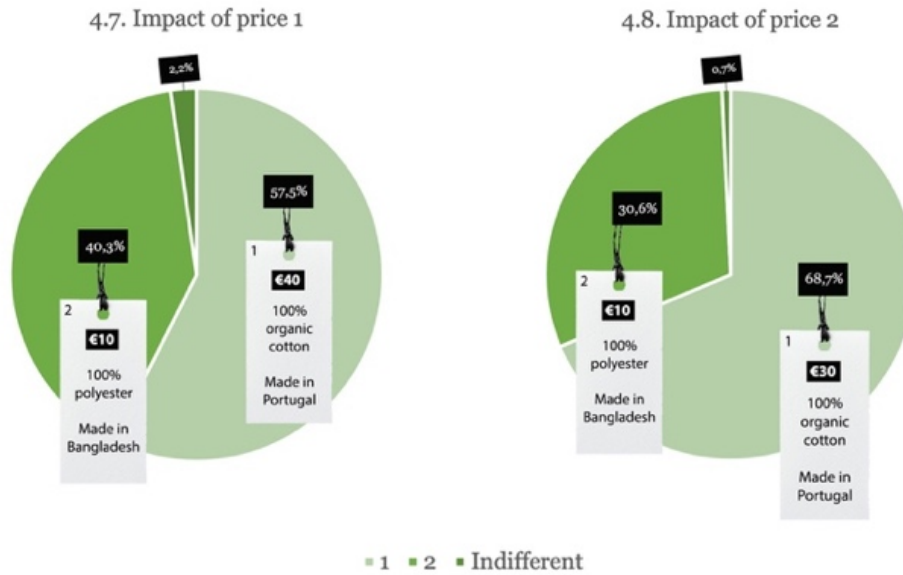 4.7. Impact of price 1
2,2%
57,5%
1
€40
100%
organic
cotton
Made in
Portugal
40,3%
2
€10
100%
polyester
Made in
Bangladesh
4.8. Impact of price 2
0,7%
30,6%
2
€10
100%
polyester
Made in
Bangladesh
68,7%
1
€30
100%
organic
cotton
Made in
Portugal
1 2 Indifferent